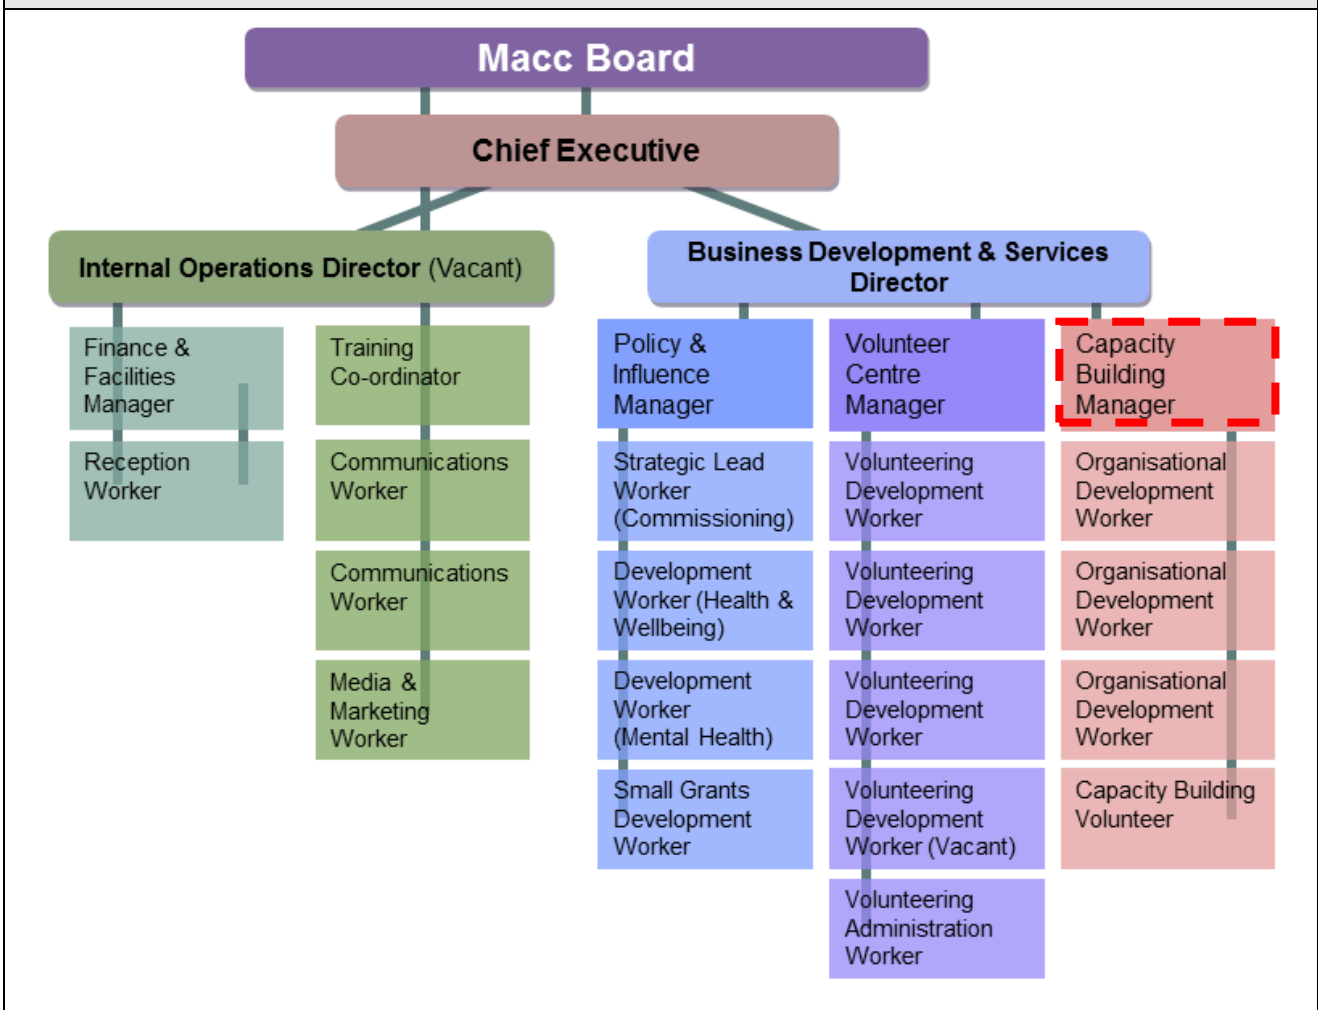 Macc Board
Chief Executive
Internal Operations Director (Vacant)
Business Development & Services
Director
Finance &
Facilities
Manager
Reception
Worker
Training
Co-ordinator
Communications
Worker
Communications
Worker
Media &
Marketing
Worker
Policy &
Influence
Manager
Strategic Lead
Worker
(Commissioning)
Development
Worker (Health &
Wellbeing)
Development
Worker
(Mental Health)
Small Grants
Development
Worker
Volunteer
Centre
Manager
Volunteering
Development
Worker
Volunteering
Development
Worker
Volunteering
Development
Worker
Volunteering
Development
Worker (Vacant)
Volunteering
Administration
Worker
Capacity
Building
Manager
Organisational
Development
Worker
Organisational
Development
Worker
Organisational
Development
Worker
Capacity Building
Volunteer